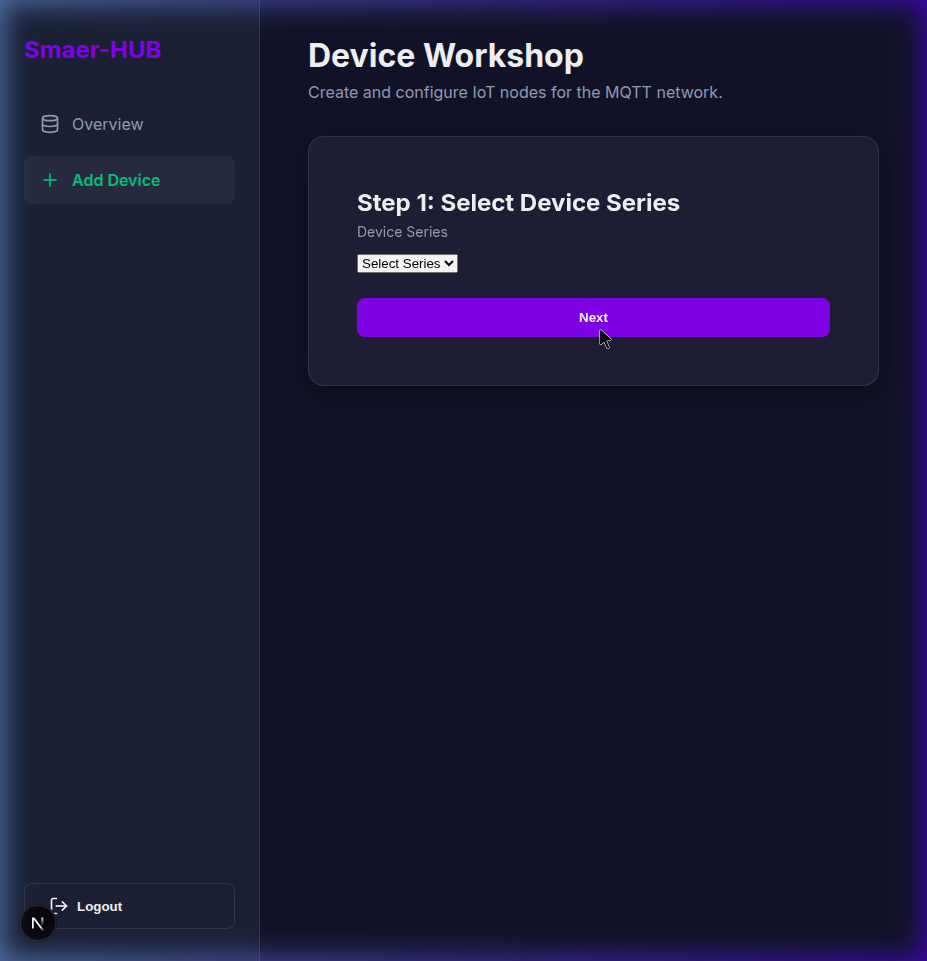 Smaer-HUB
Overview
Add Device
Logout
N
Device Workshop
Create and configure IoT nodes for the MQTT network.
Step 1: Select Device Series
Device Series
Select Series
Next